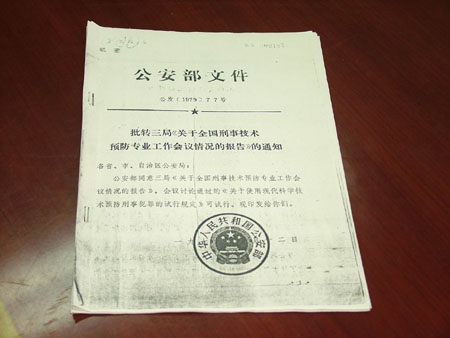 机密
公安部文件
公发〔1979〕77号
批转三局《关于全国刑事技术
预防专业工作会议情况的报告》的通知
各省、市、自治区公安局：
公安部同意三局《关于全国刑事技术预防专业工作会
议情况的报告》，会议讨论通过的《关于使用现代化科学技
术预防刑事犯罪的试行规定》可试行。现印发给你们。
中华人民共和国公安部
二日